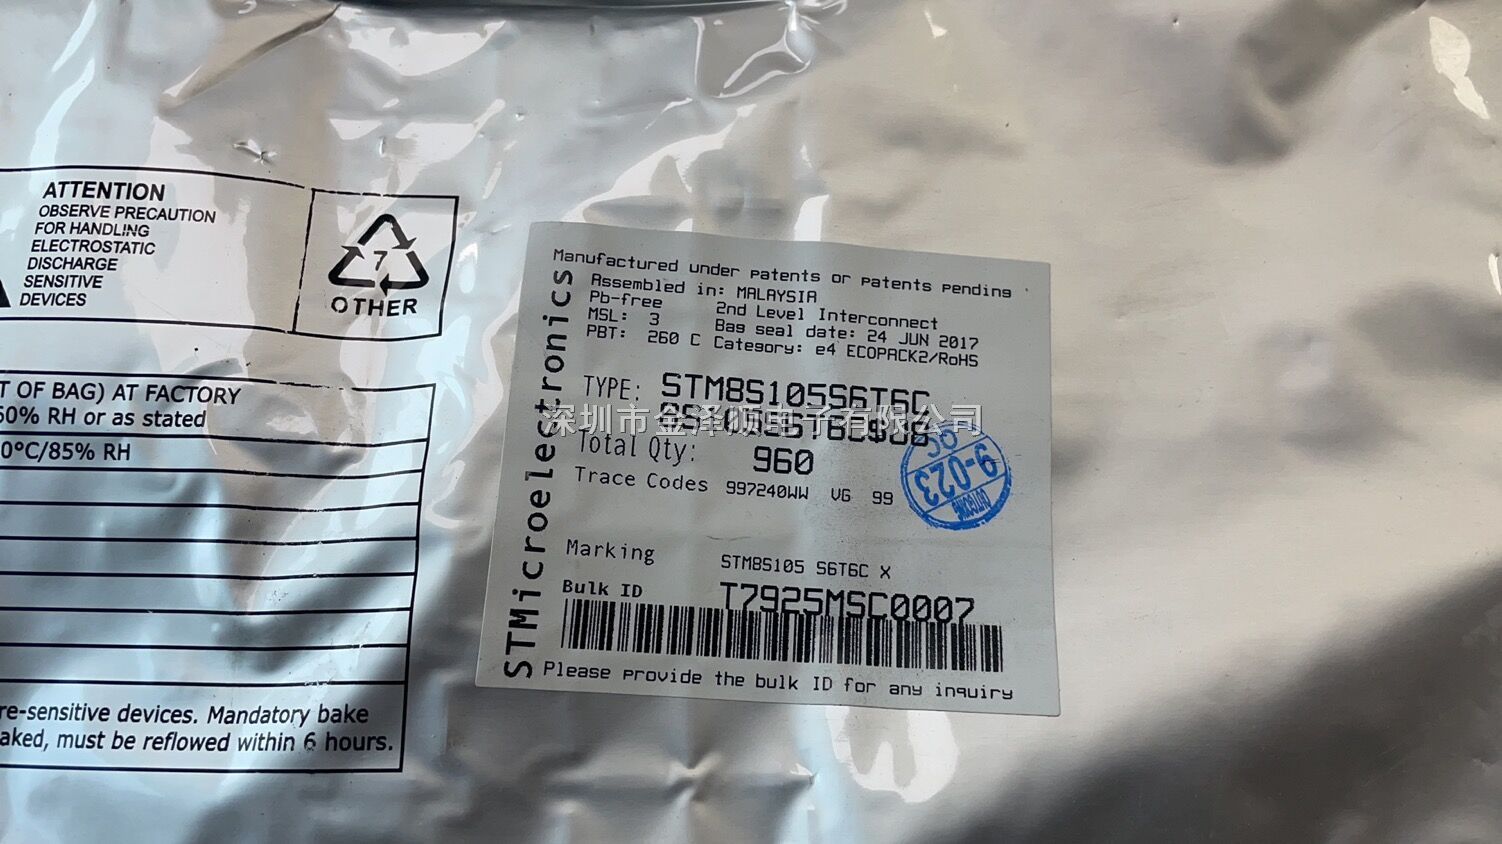 ATTENTION
OBSERVE PRECAUTION
FOR HANDLING
ELECTROSTATIC
DISCHARGE
SENSITIVE
DEVICES
7
OTHER
T OF BAG) AT FACTORY
60% RH or as stated
0°C/85% RH
re-sensitive devices. Mandatory bake
aked, must be reflowed within 6 hours.
STMicroelectronics
Manufactured under patents or patents pending
Assembled in: MALAYSIA
Pb-free 2nd Level Interconnect
MSL: 3 Bag seal date: 24 JUN 2017
PBT: 260 C Category: e4 ECOPACK2/RoHS
TYPE: STM8S105S6T6C
深圳市金泽颐电子有限公司
Total Qty: 960
Trace Codes 997240WW VG 99
QC
9-023
Marking STM8S105 S6T6C X
Bulk ID T7925MSC0007
Please provide the bulk ID for any inquiry